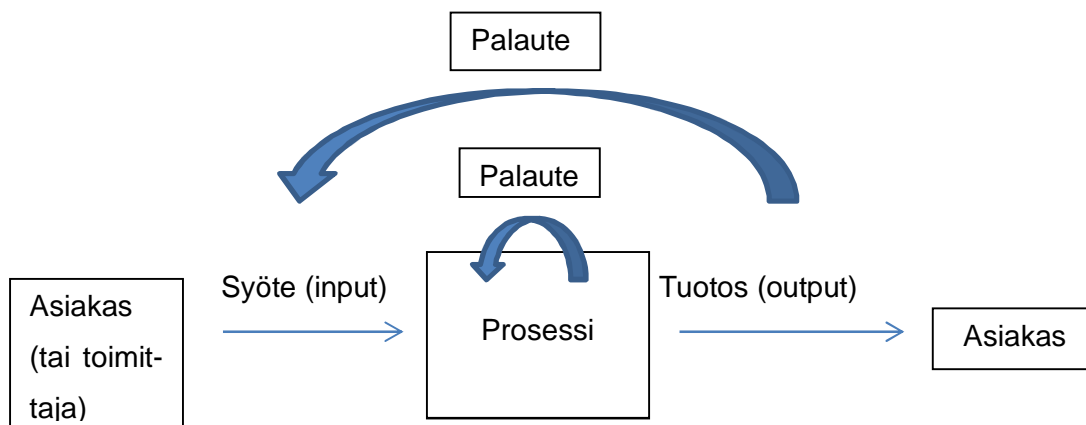 Palaute
Palaute
Syöte (input)
Tuotos (output)
Asiakas
(tai toimit-
taja)
Prosessi
Asiakas